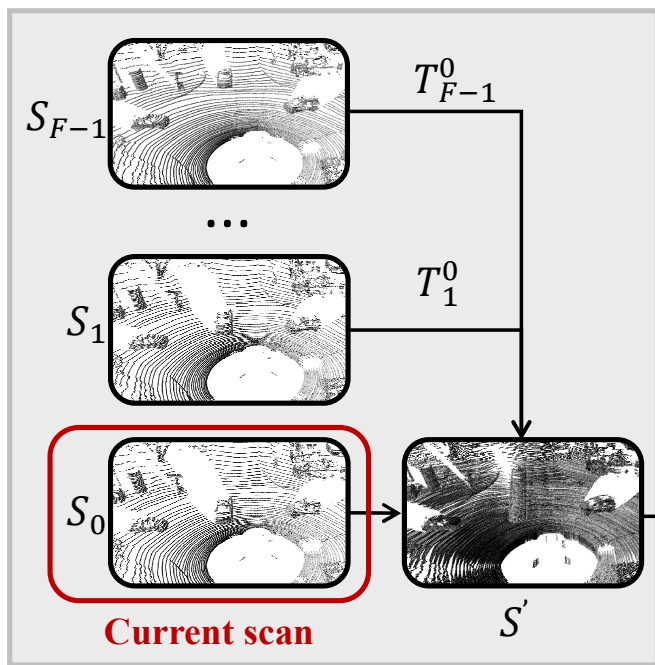 S_{F−1}
T^0_{F−1}
...
S_1
T^0_1
S_0
S'
Current scan